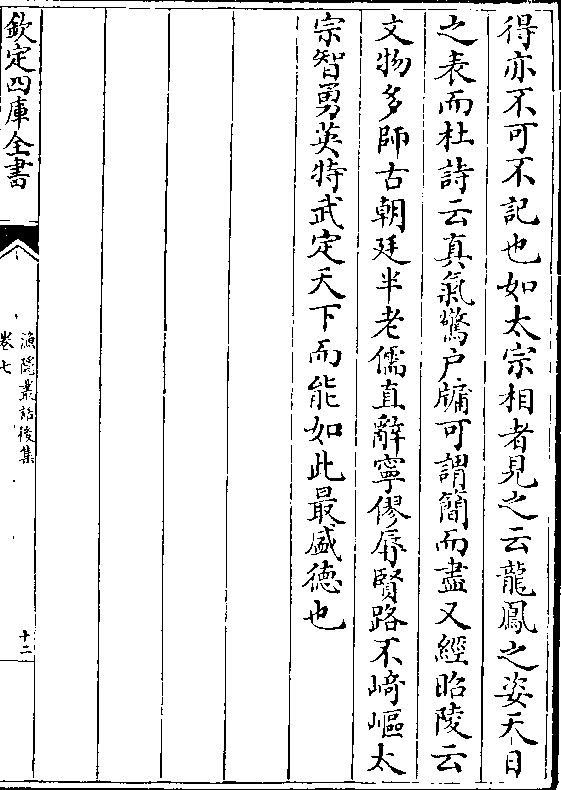 得亦不可不記也如太宗相者見之云龍鳳之姿天日
之表而杜詩云真氣驚户牖可謂簡而盡又經昭陵云
文物多師古朝廷半老儒直辭寧僇辱賢路不﨑嶇太
宗智勇英特武定天下而能如此最盛德也
欽定四庫全書
漁隱叢話後集
卷七
十二